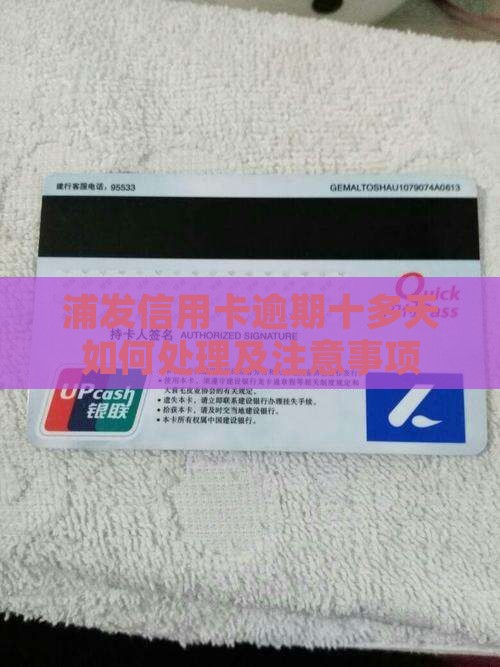 建行客服电话：95533
GEMALTOSHAU1079074A0613
Quick
Pass
浦发信用卡逾期十多天
持卡人签名 AUTHORIZED SIGNATURE
如何处理及注意事项
UPcash
银联
•遗失本卡，请立即联系建设银行办理挂失手续。
•拾获本卡，请及时交当地建设银行。
•本卡所有权属中国建设银行。